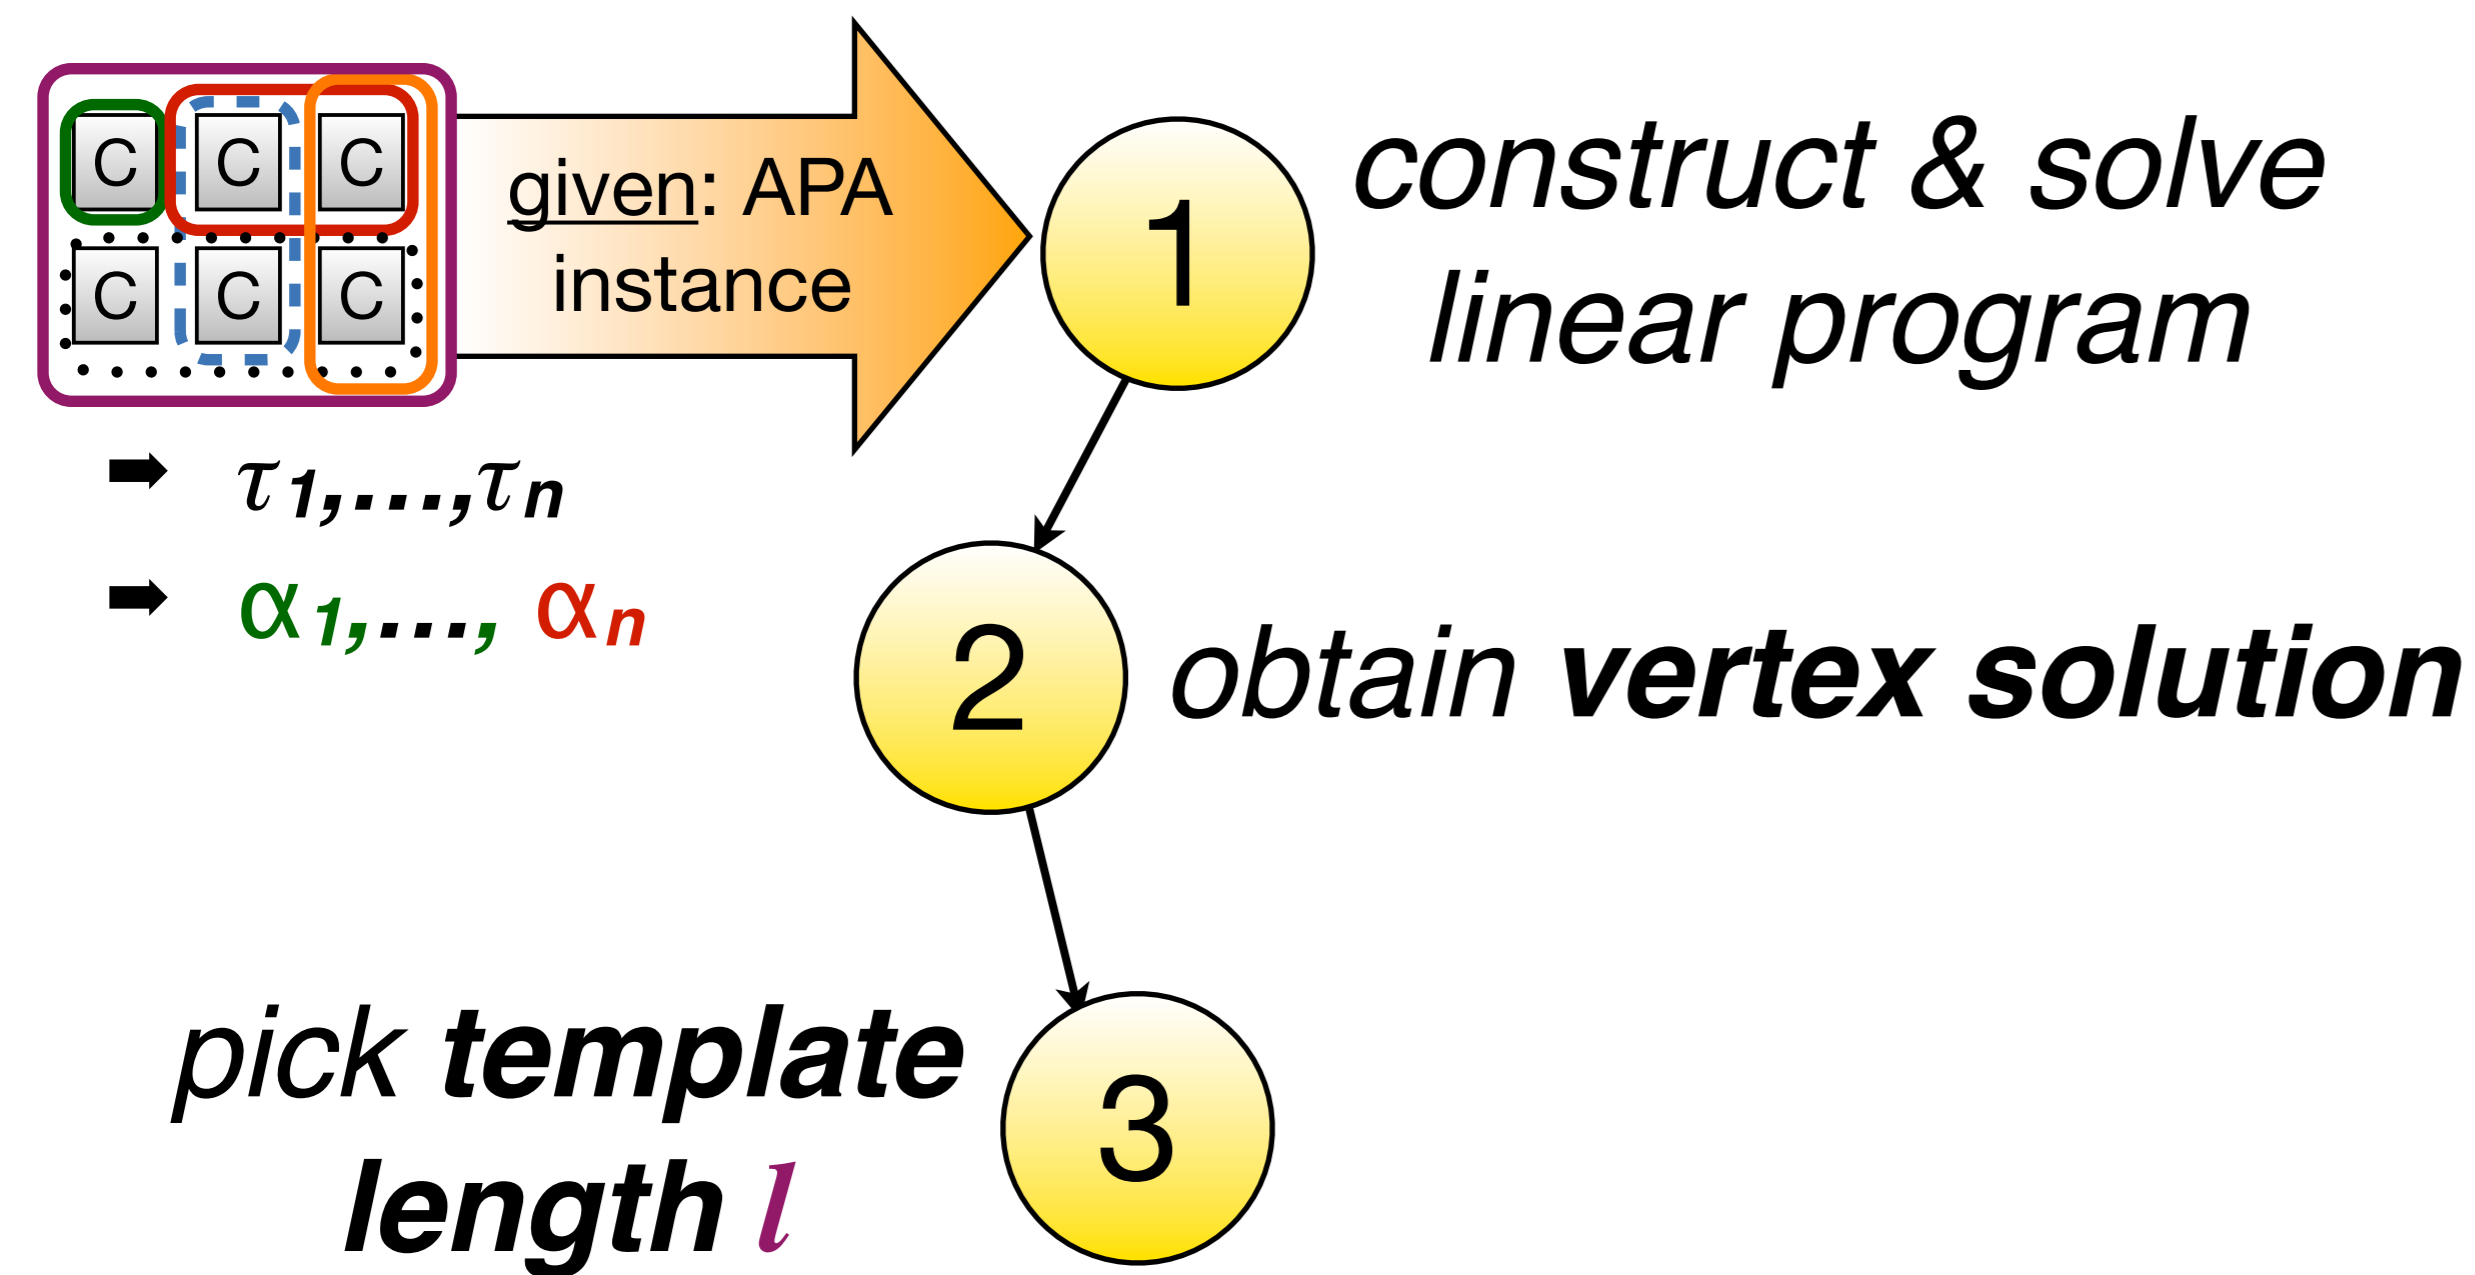 C C C
C C C
given: APA
instance
τ1,...,τn
α1,..., αn
1
construct & solve
linear program
2
obtain vertex solution
pick template
length l
3